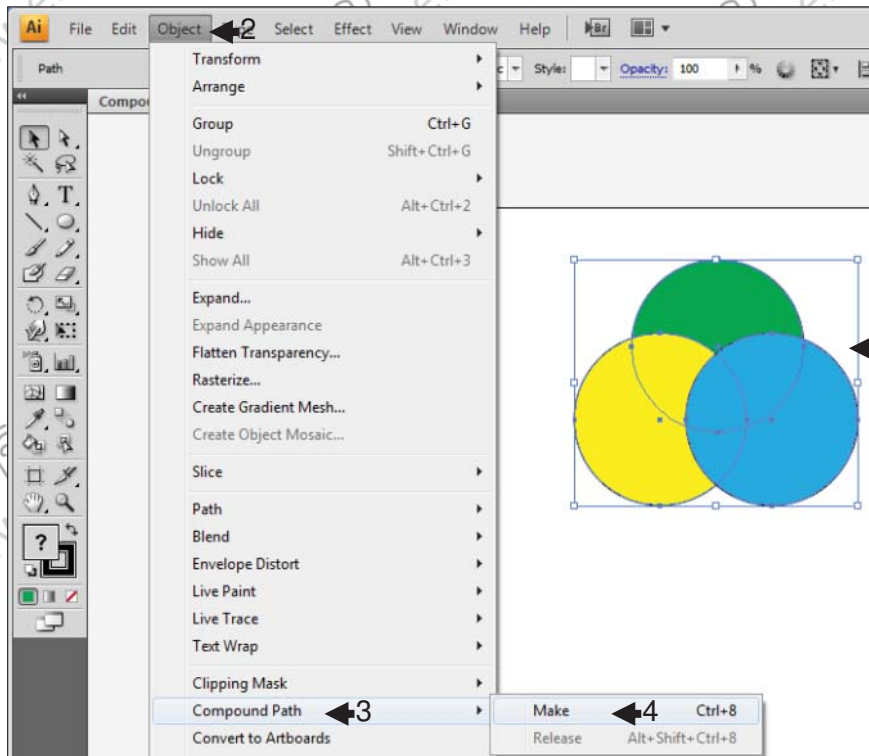 Ai File Edit Object 2 Select Effect View Window Help Br
Path Style: Opacity: 100 %
Compou
Transform
Arrange
Group Ctrl+G
Ungroup Shift+Ctrl+G
Lock
Unlock All Alt+Ctrl+2
Hide
Show All Alt+Ctrl+3
Expand...
Expand Appearance
Flatten Transparency...
Rasterize...
Create Gradient Mesh...
Create Object Mosaic...
Slice
Path
Blend
Envelope Distort
Live Paint
Live Trace
Text Wrap
Clipping Mask
Compound Path 3 Make 4 Ctrl+8
Convert to Artboards Release Alt+Shift+Ctrl+8
T
?